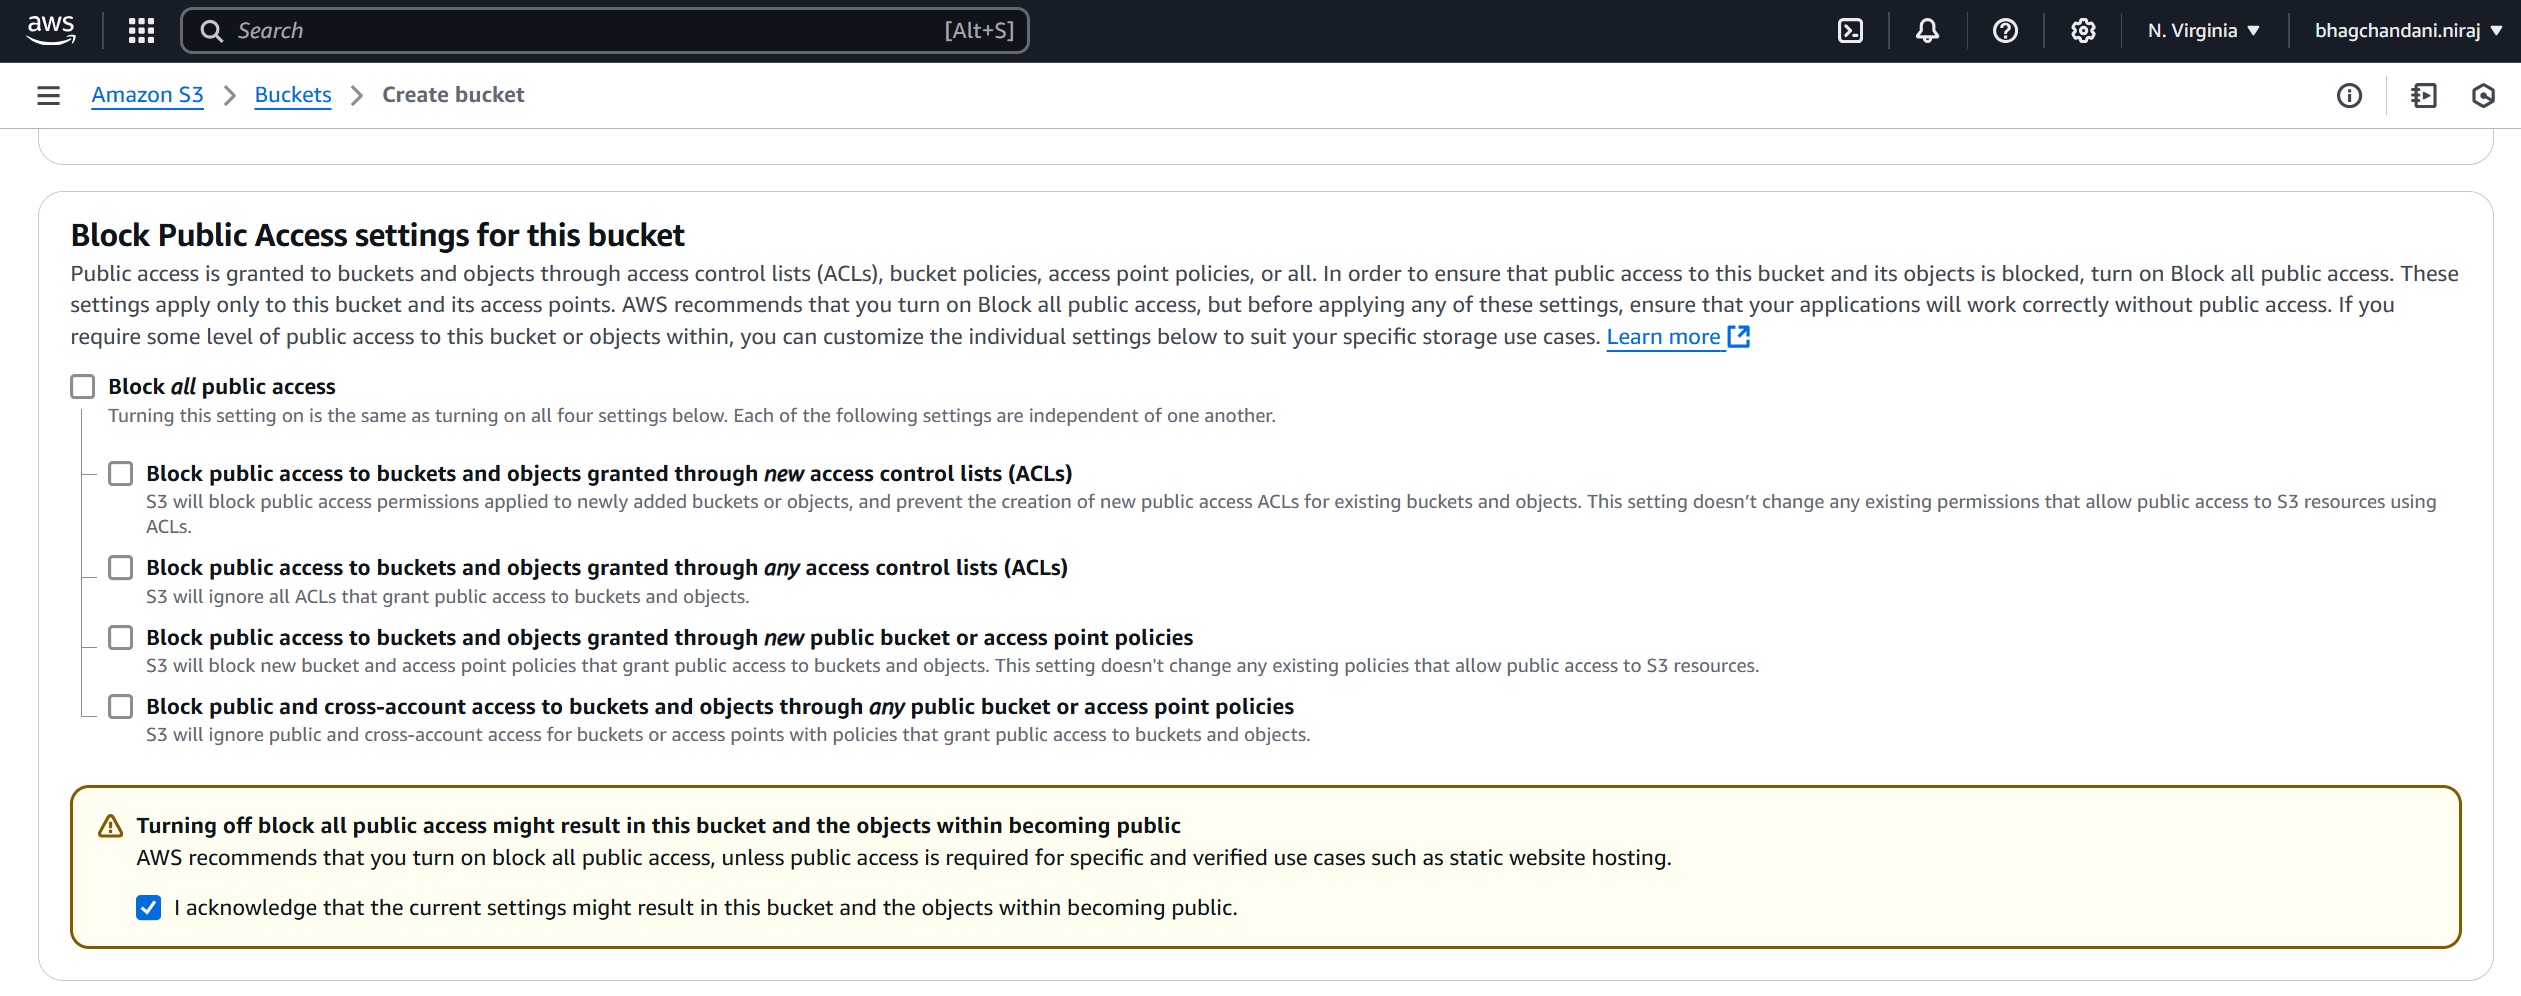 aws
Search
[Alt+S]
N. Virginia
bhagchandani.niraj
Amazon S3
Buckets
Create bucket
Block Public Access settings for this bucket
Public access is granted to buckets and objects through access control lists (ACLs), bucket policies, access point policies, or all. In order to ensure that public access to this bucket and its objects is blocked, turn on Block all public access. These
settings apply only to this bucket and its access points. AWS recommends that you turn on Block all public access, but before applying any of these settings, ensure that your applications will work correctly without public access. If you
require some level of public access to this bucket or objects within, you can customize the individual settings below to suit your specific storage use cases. Learn more
Block all public access
Turning this setting on is the same as turning on all four settings below. Each of the following settings are independent of one another.
Block public access to buckets and objects granted through new access control lists (ACLs)
S3 will block public access permissions applied to newly added buckets or objects, and prevent the creation of new public access ACLs for existing buckets and objects. This setting doesn’t change any existing permissions that allow public access to S3 resources using
ACLs.
Block public access to buckets and objects granted through any access control lists (ACLs)
S3 will ignore all ACLs that grant public access to buckets and objects.
Block public access to buckets and objects granted through new public bucket or access point policies
S3 will block new bucket and access point policies that grant public access to buckets and objects. This setting doesn't change any existing policies that allow public access to S3 resources.
Block public and cross-account access to buckets and objects through any public bucket or access point policies
S3 will ignore public and cross-account access for buckets or access points with policies that grant public access to buckets and objects.
Turning off block all public access might result in this bucket and the objects within becoming public
AWS recommends that you turn on block all public access, unless public access is required for specific and verified use cases such as static website hosting.
I acknowledge that the current settings might result in this bucket and the objects within becoming public.